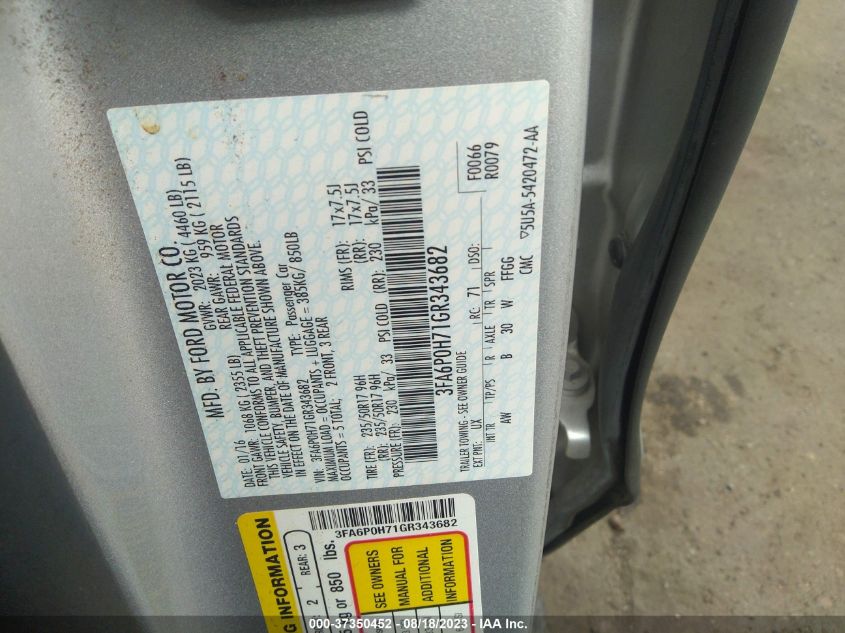 MFD. BY FORD MOTOR CO.
DATE: 01/16 GVWR: 2023 KG ( 4460 LB)
FRONT GAWR: 1068 KG ( 2355 LB) REAR GAWR: 959 KG ( 2115 LB)
THIS VEHICLE CONFORMS TO ALL APPLICABLE FEDERAL MOTOR
VEHICLE SAFETY, BUMPER, AND THEFT PREVENTION STANDARDS
IN EFFECT ON THE DATE OF MANUFACTURE SHOWN ABOVE.
VIN: 3FA6P0H71GR343682 TYPE: Passenger Car
MAXIMUM LOAD = OCCUPANTS + LUGGAGE = 385KG/ 850LB
OCCUPANTS = 5 TOTAL: 2 FRONT, 3 REAR
TIRE (FR): 235/50R17 96H RIMS (FR): 17x7.5J
(RR): 235/50R17 96H (RR): 17x7.5J
PRESSURE (FR): 230 kPa/ 33 PSI COLD (RR): 230 kPa/ 33 PSI COLD
3FA6P0H71GR343682
F0066
R0079
TRAILER TOWING - SEE OWNER GUIDE
EXT PNT: UX RC: 71 DSO:
INT TR TP/PS R AXLE TR SPR
AW B 30 W FFGG
CMC ▽5U5A-5420472-AA
3FA6P0H71GR343682
G INFORMATION
2 REAR: 3
or 850 lbs.
SEE OWNERS
MANUAL FOR
ADDITIONAL
INFORMATION
000-37350452 - 08/18/2023 - IAA Inc.